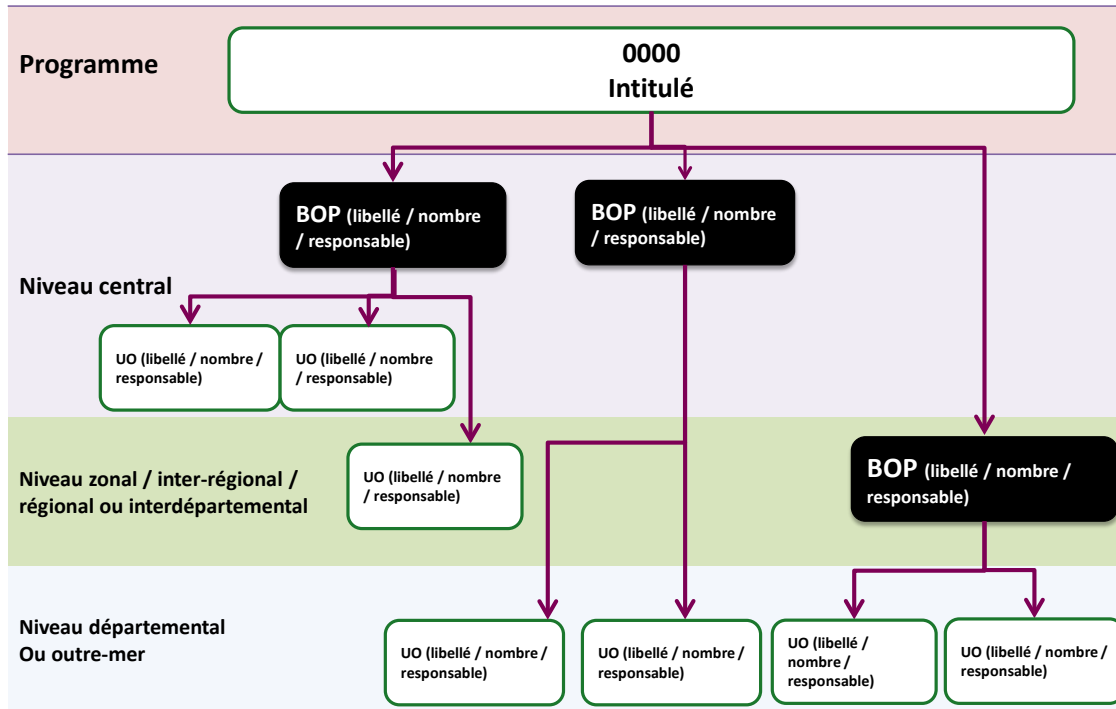 Programme
0000
Intitulé
BOP (libellé / nombre
/ responsable)
BOP (libellé / nombre
/ responsable)
Niveau central
UO (libellé / nombre /
responsable)
UO (libellé / nombre
/ responsable)
Niveau zonal / inter-régional /
régional ou interdépartemental
UO (libellé / nombre
/ responsable)
BOP (libellé / nombre /
responsable)
Niveau départemental
Ou outre-mer
UO (libellé / nombre /
responsable)
UO (libellé / nombre /
responsable)
UO (libellé /
nombre /
responsable)
UO (libellé /
nombre / responsable)